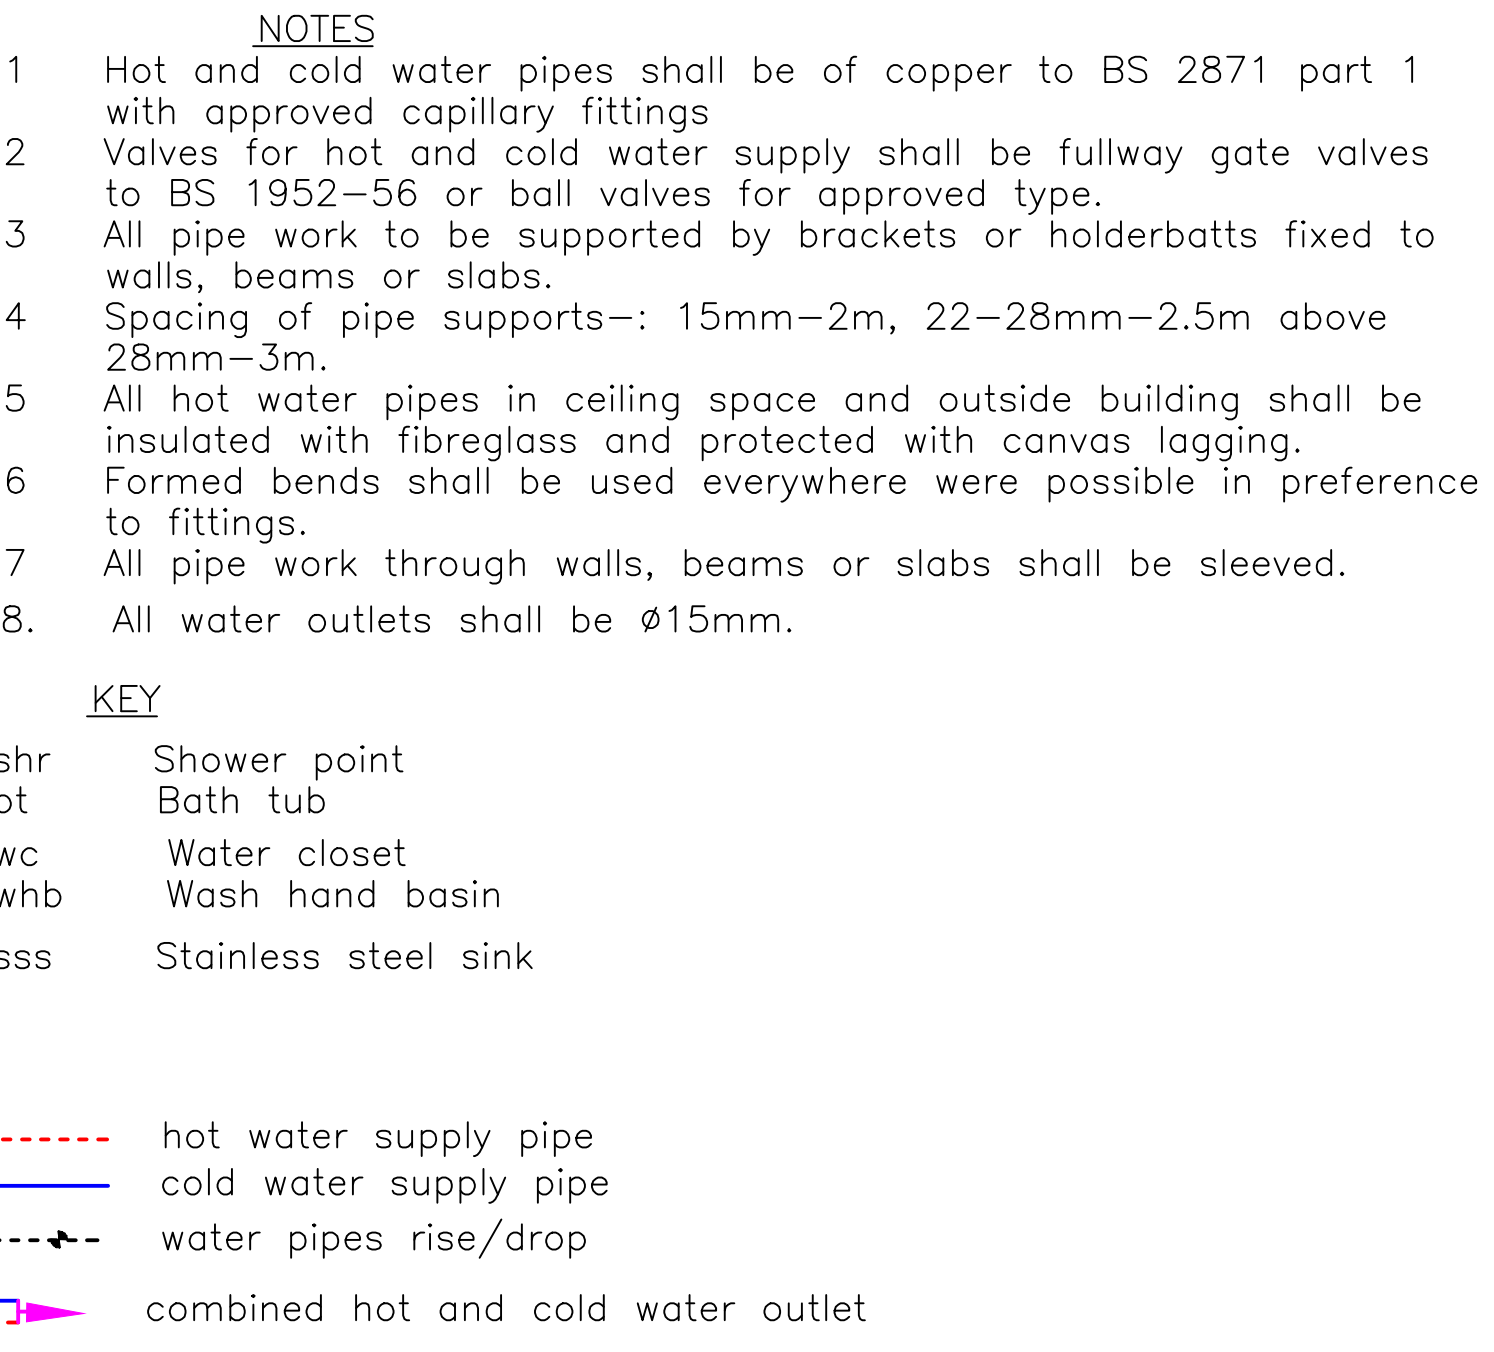 NOTES
1 Hot and cold water pipes shall be of copper to BS 2871 part 1
with approved capillary fittings
2 Valves for hot and cold water supply shall be fullway gate valves
to BS 1952-56 or ball valves for approved type.
3 All pipe work to be supported by brackets or holderbatts fixed to
walls, beams or slabs.
4 Spacing of pipe supports-: 15mm-2m, 22-28mm-2.5m above
28mm-3m.
5 All hot water pipes in ceiling space and outside building shall be
insulated with fibreglass and protected with canvas lagging.
6 Formed bends shall be used everywhere were possible in preference
to fittings.
7 All pipe work through walls, beams or slabs shall be sleeved.
8. All water outlets shall be ø15mm.
KEY
shr Shower point
bt Bath tub
wc Water closet
whb Wash hand basin
sss Stainless steel sink
hot water supply pipe
cold water supply pipe
water pipes rise/drop
combined hot and cold water outlet